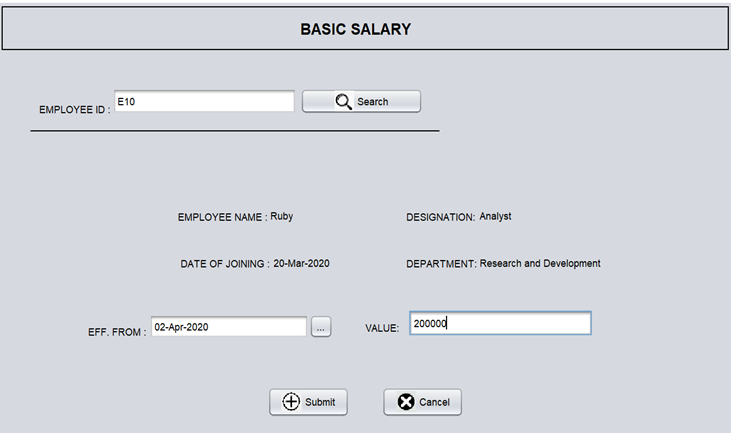 BASIC SALARY
EMPLOYEE ID : E10 Search
EMPLOYEE NAME : Ruby DESIGNATION: Analyst
DATE OF JOINING : 20-Mar-2020 DEPARTMENT: Research and Development
EFF. FROM : 02-Apr-2020 ... VALUE: 200000
Submit Cancel